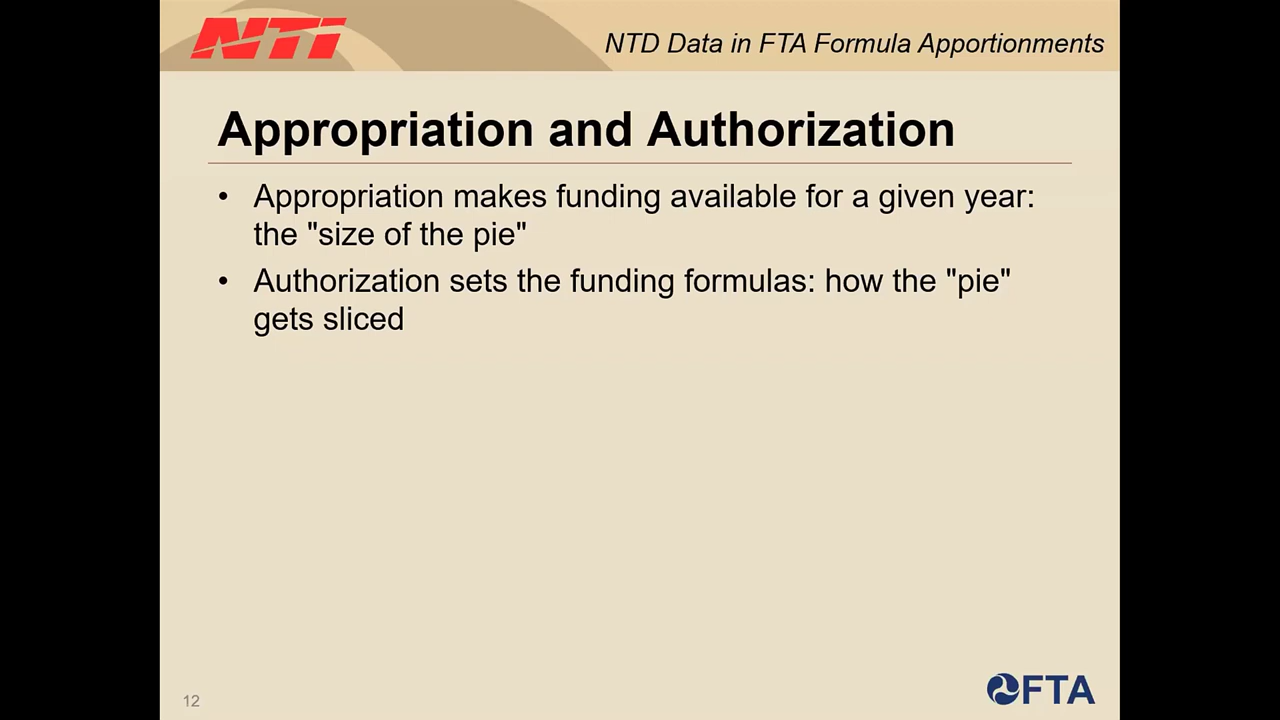 NTI
NTD Data in FTA Formula Apportionments
Appropriation and Authorization
• Appropriation makes funding available for a given year:
the "size of the pie"
• Authorization sets the funding formulas: how the "pie"
gets sliced
12
FTA